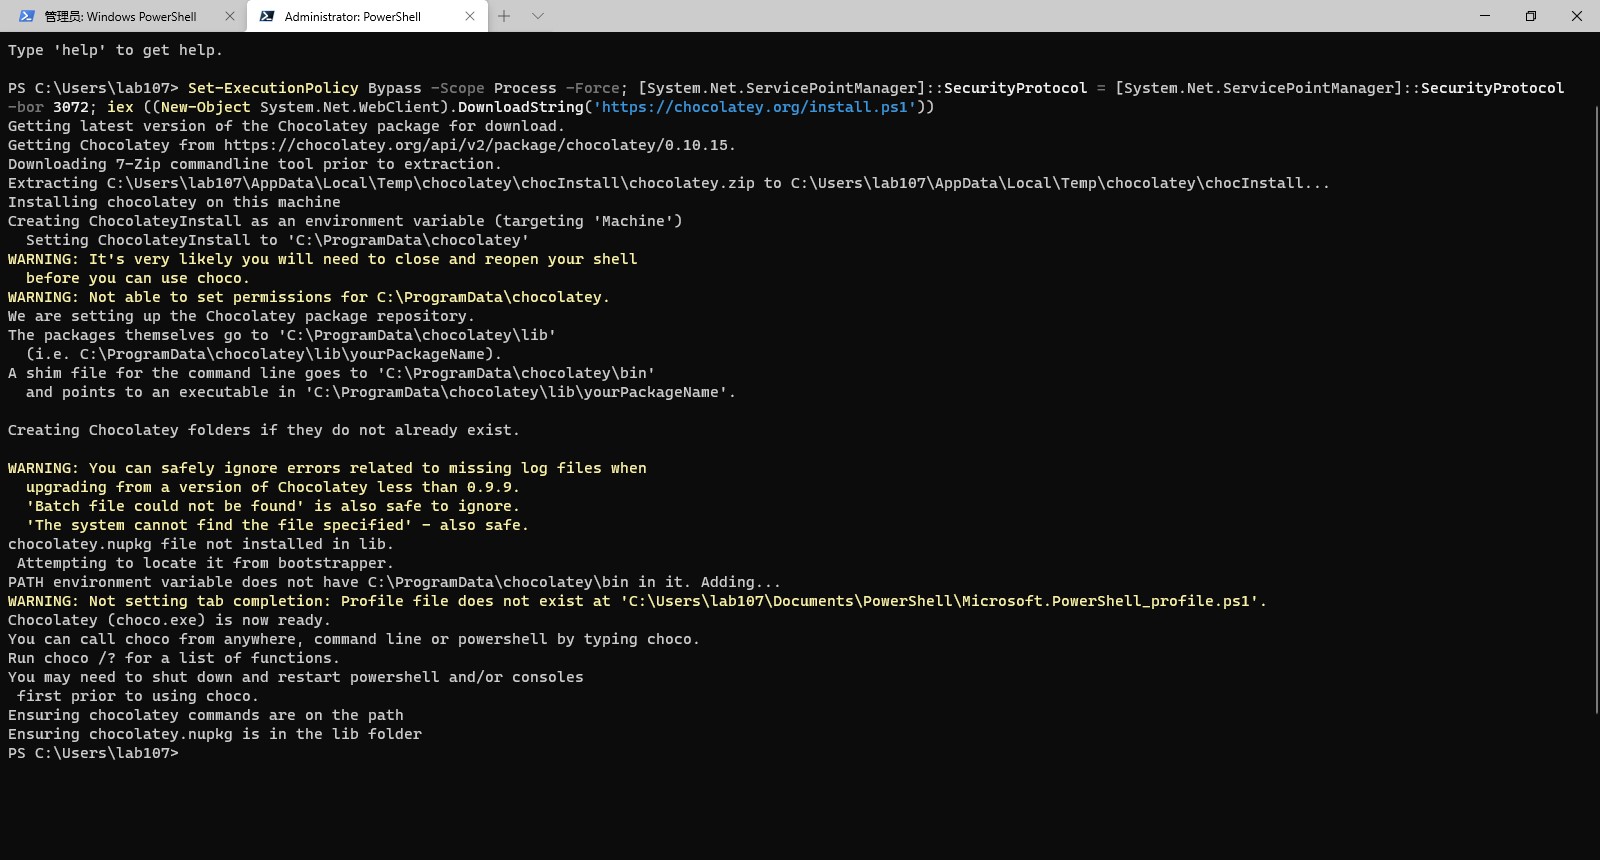 管理员: Windows PowerShell
Administrator: PowerShell
Type 'help' to get help.
PS C:\Users\lab107> Set-ExecutionPolicy Bypass -Scope Process -Force; [System.Net.ServicePointManager]::SecurityProtocol = [System.Net.ServicePointManager]::SecurityProtocol
-bor 3072; iex ((New-Object System.Net.WebClient).DownloadString('https://chocolatey.org/install.ps1'))
Getting latest version of the Chocolatey package for download.
Getting Chocolatey from https://chocolatey.org/api/v2/package/chocolatey/0.10.15.
Downloading 7-Zip commandline tool prior to extraction.
Extracting C:\Users\lab107\AppData\Local\Temp\chocolatey\chocInstall\chocolatey.zip to C:\Users\lab107\AppData\Local\Temp\chocolatey\chocInstall...
Installing chocolatey on this machine
Creating ChocolateyInstall as an environment variable (targeting 'Machine')
  Setting ChocolateyInstall to 'C:\ProgramData\chocolatey'
WARNING: It's very likely you will need to close and reopen your shell
  before you can use choco.
WARNING: Not able to set permissions for C:\ProgramData\chocolatey.
We are setting up the Chocolatey package repository.
The packages themselves go to 'C:\ProgramData\chocolatey\lib'
  (i.e. C:\ProgramData\chocolatey\lib\yourPackageName).
A shim file for the command line goes to 'C:\ProgramData\chocolatey\bin'
  and points to an executable in 'C:\ProgramData\chocolatey\lib\yourPackageName'.
Creating Chocolatey folders if they do not already exist.
WARNING: You can safely ignore errors related to missing log files when
  upgrading from a version of Chocolatey less than 0.9.9.
  'Batch file could not be found' is also safe to ignore.
  'The system cannot find the file specified' - also safe.
chocolatey.nupkg file not installed in lib.
 Attempting to locate it from bootstrapper.
PATH environment variable does not have C:\ProgramData\chocolatey\bin in it. Adding...
WARNING: Not setting tab completion: Profile file does not exist at 'C:\Users\lab107\Documents\PowerShell\Microsoft.PowerShell_profile.ps1'.
Chocolatey (choco.exe) is now ready.
You can call choco from anywhere, command line or powershell by typing choco.
Run choco /? for a list of functions.
You may need to shut down and restart powershell and/or consoles
 first prior to using choco.
Ensuring chocolatey commands are on the path
Ensuring chocolatey.nupkg is in the lib folder
PS C:\Users\lab107>